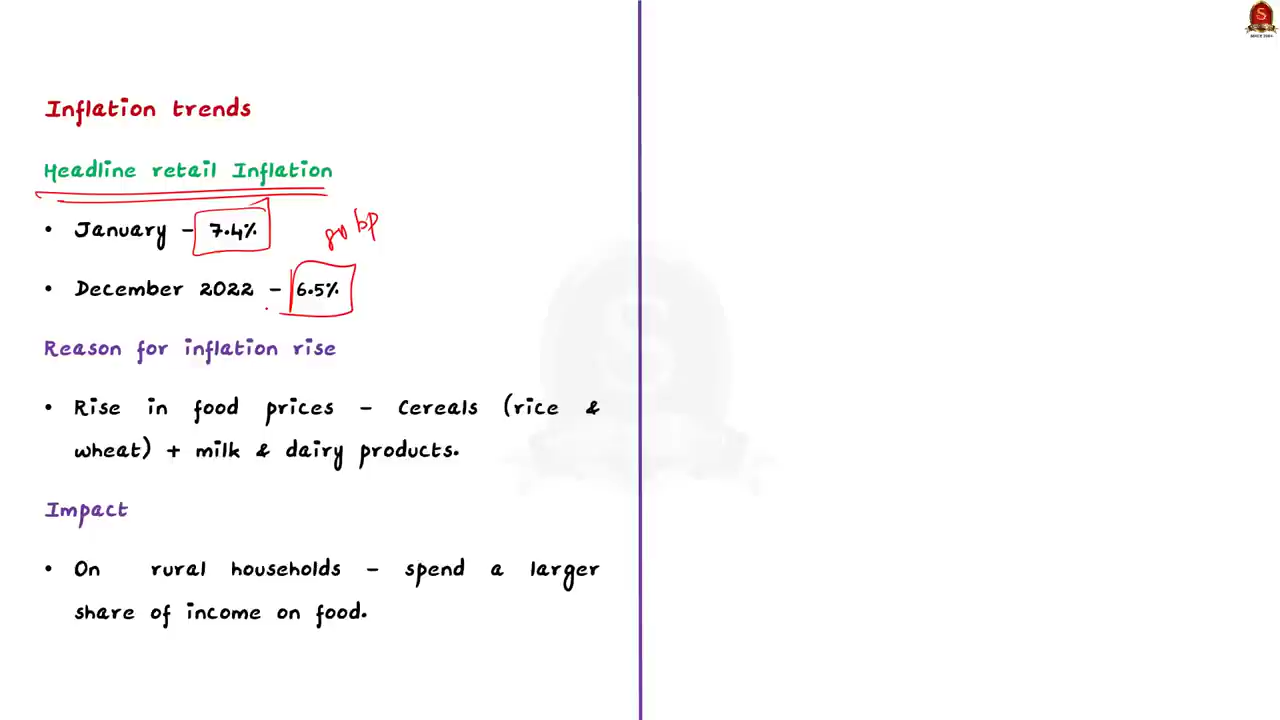 Inflation trends
Headline retail Inflation
• January - 7.4%
bp
• December 2022 - 6.5%
Reason for inflation rise
• Rise in food prices - Cereals (rice &
wheat) + milk & dairy products.
Impact
• On rural households - spend a larger
share of income on food.
S